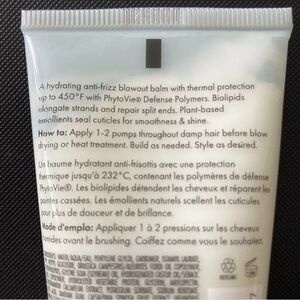 A hydrating anti-frizz blowout balm with thermal protection
up to 450°F with PhytoVie® Defense Polymers. Biolipids
elongate strands and repair split ends. Plant-based
emollients seal cuticles for smoothness & shine.
How to: Apply 1-2 pumps throughout damp hair before blow
drying or heat treatment. Build as needed. Style as desired.
Un baume hydratant anti-frisottis avec une protection
thermique jusqu'à 232°C, contenant les polymères de défense
PhytoVie®. Les biolipides détendent les cheveux et réparent les
pointes cassées. Les émollients naturels scellent les cuticules
pour plus de douceur et de brillance.
Mode d'emploi: Appliquer 1 à 2 pressions sur les cheveux
humides avant le brushing. Coiffez comme vous le souhaitez.